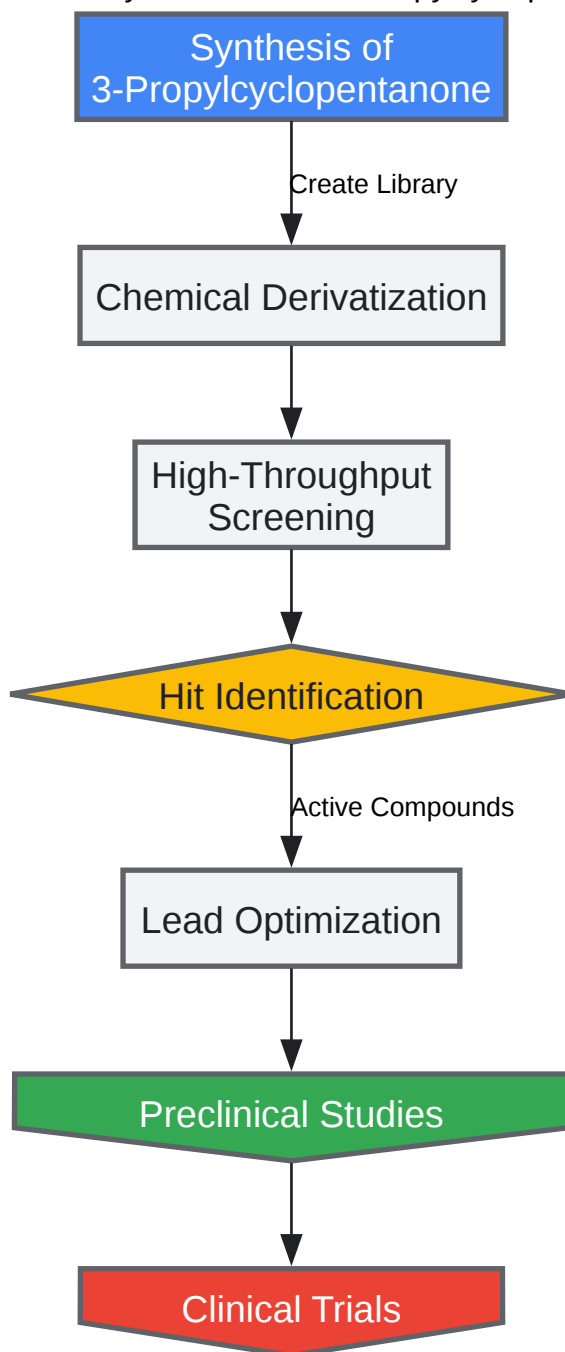 Synthesis of
3-Propylcyclopentanone
Create Library
Chemical Derivatization
High-Throughput
Screening
Hit Identification
Active Compounds
Lead Optimization
Preclinical Studies
Clinical Trials